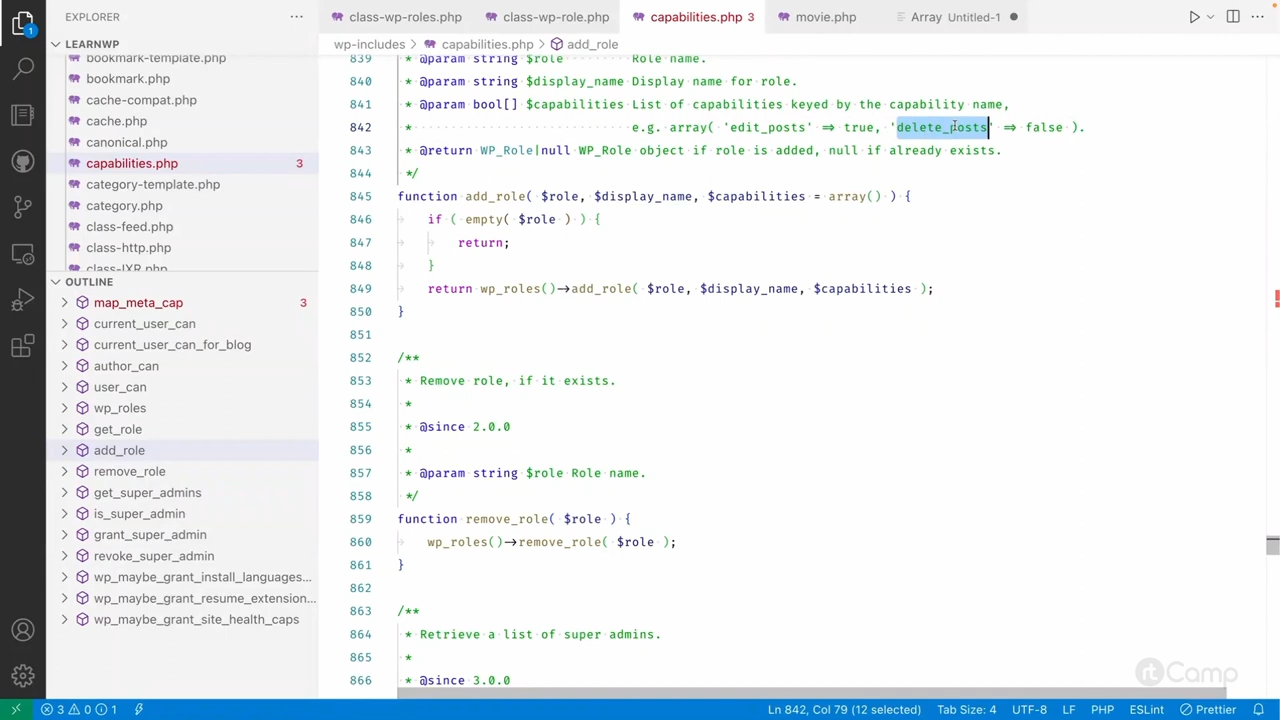 EXPLORER
LEARNWP
bookmark-template.php
bookmark.php
cache-compat.php
cache.php
canonical.php
capabilities.php 3
category-template.php
category.php
class-feed.php
class-http.php
class-IXR.php
OUTLINE
map_meta_cap 3
current_user_can
current_user_can_for_blog
author_can
user_can
wp_roles
get_role
add_role
remove_role
get_super_admins
is_super_admin
grant_super_admin
revoke_super_admin
wp_maybe_grant_install_languages...
wp_maybe_grant_resume_extension...
wp_maybe_grant_site_health_caps
class-wp-roles.php class-wp-role.php capabilities.php 3 movie.php Array Untitled-1
wp-includes > capabilities.php > add_role
839 * @param string $role Role name.
840 * @param string $display_name Display name for role.
841 * @param bool[] $capabilities List of capabilities keyed by the capability name,
842 * e.g. array( 'edit_posts' => true, 'delete_posts' => false ).
843 * @return WP_Role|null WP_Role object if role is added, null if already exists.
844 */
845 function add_role( $role, $display_name, $capabilities = array() ) {
846 if ( empty( $role ) ) {
847 return;
848 }
849 return wp_roles()->add_role( $role, $display_name, $capabilities );
850 }
851
852 /**
853 * Remove role, if it exists.
854 *
855 * @since 2.0.0
856 *
857 * @param string $role Role name.
858 */
859 function remove_role( $role ) {
860 wp_roles()->remove_role( $role );
861 }
862
863 /**
864 * Retrieve a list of super admins.
865 *
866 * @since 3.0.0
rtCamp
3 0 1 Ln 842, Col 79 (12 selected) Tab Size: 4 UTF-8 LF PHP ESLint Prettier
1